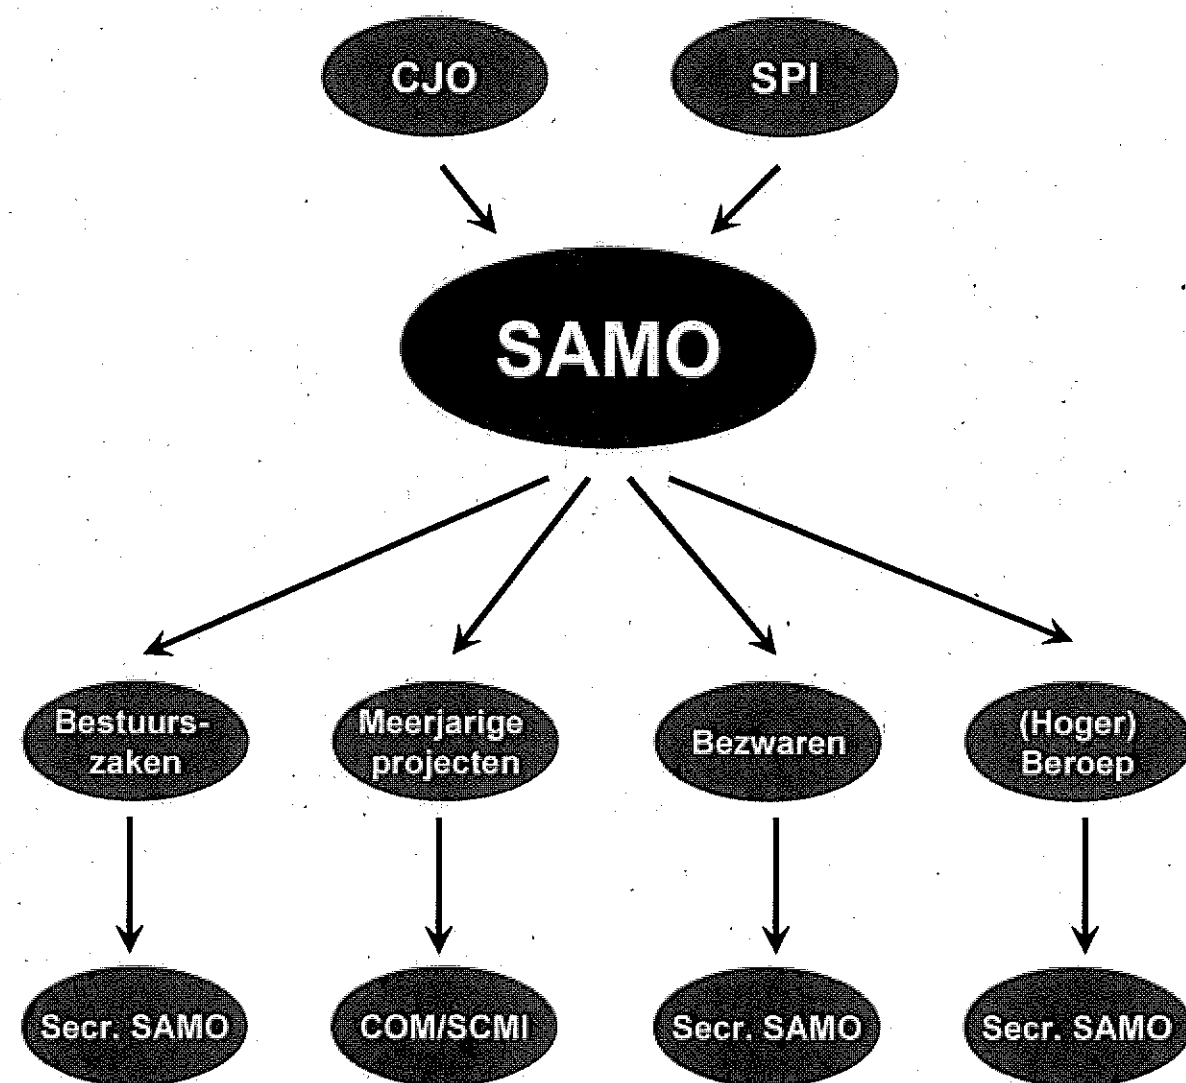 CJO
SPI
SAMO
Bestuurs-
zaken
Meerjarige
projecten
Bezwaren
(Hoger)
Beroep
Secr. SAMO
COM/SCMI
Secr. SAMO
Secr. SAMO